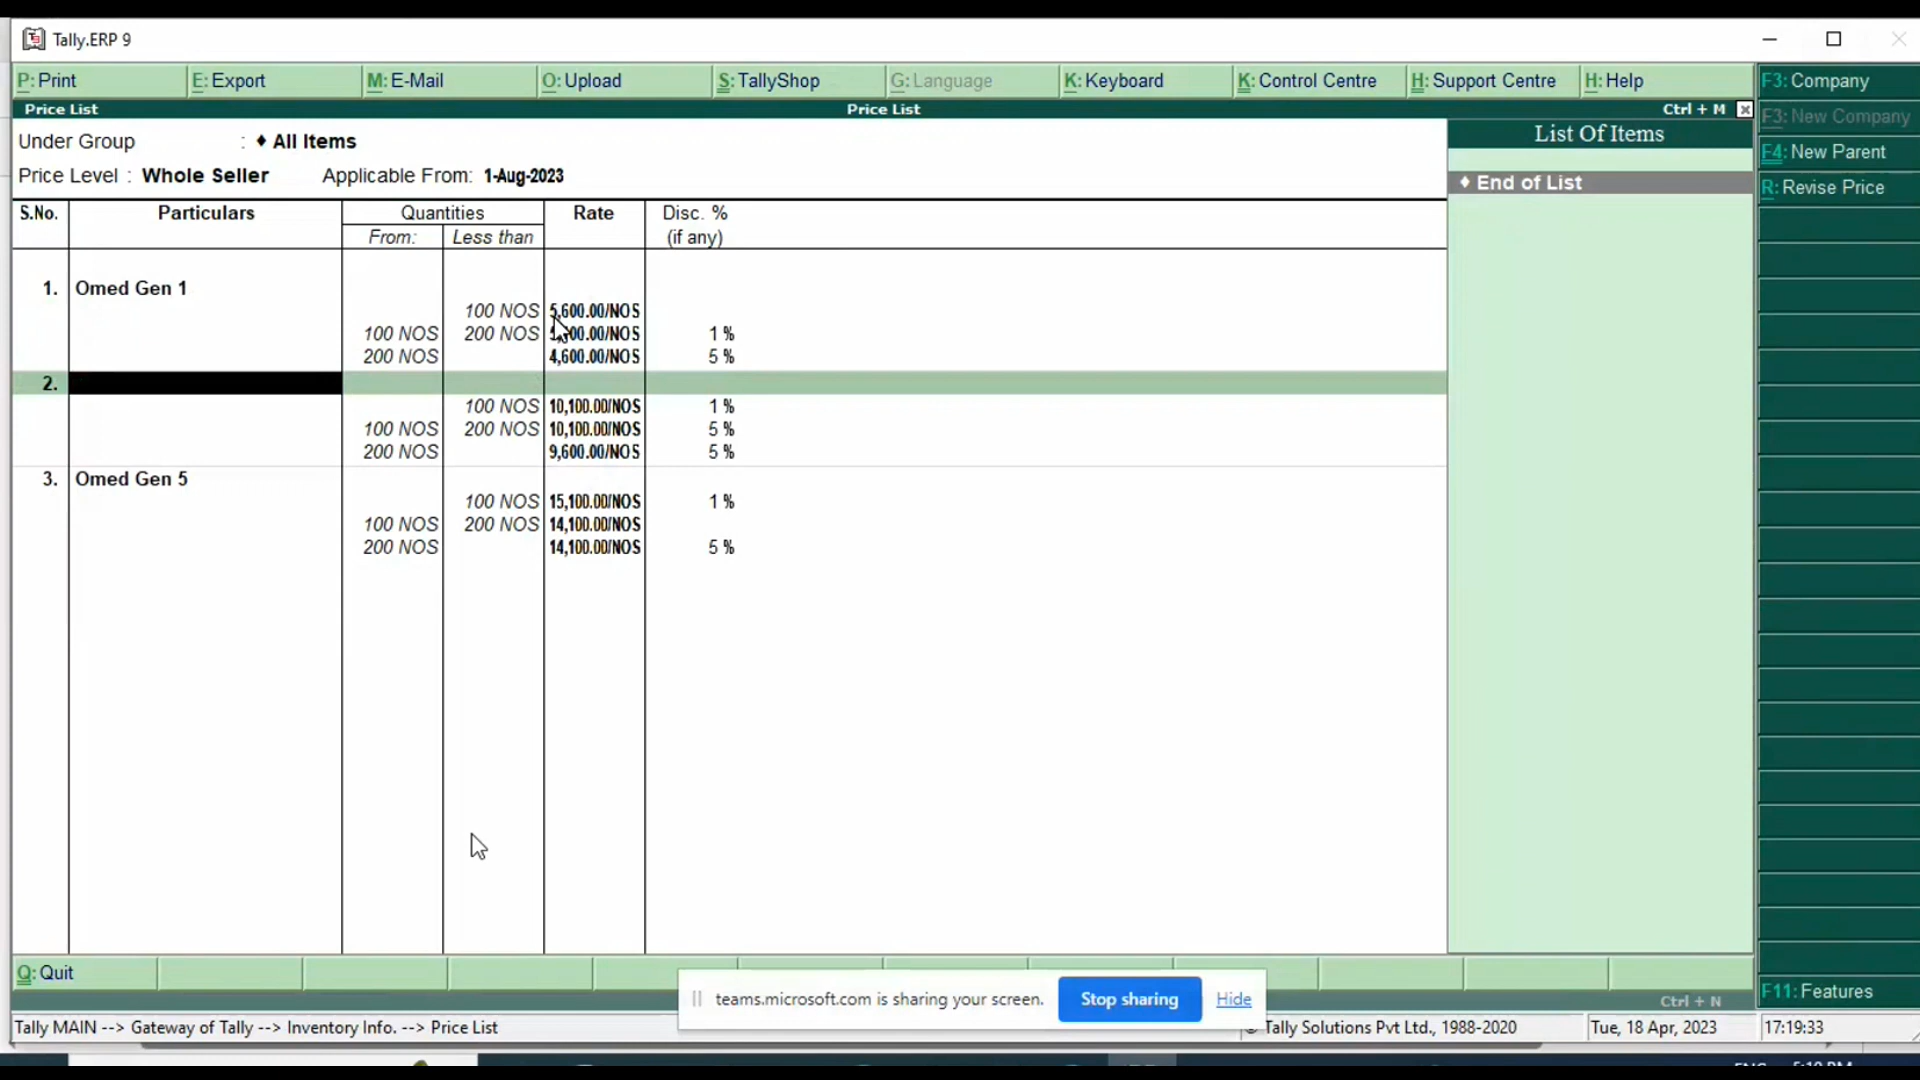 Tally.ERP 9
P: Print E: Export M: E-Mail O: Upload S: TallyShop G: Language K: Keyboard K: Control Centre H: Support Centre H: Help F3: Company
Price List Price List Ctrl + M
F3: New Company
Under Group : ♦ All Items
List Of Items
F4: New Parent
Price Level : Whole Seller Applicable From: 1-Aug-2023
♦ End of List
R: Revise Price
S.No. Particulars Quantities Rate Disc. %
From: Less than (if any)
1. Omed Gen 1
100 NOS 5,600.00/NOS
100 NOS 200 NOS 1 %
200 NOS 4,600.00/NOS 5 %
2.
100 NOS 10,100.00/NOS 1 %
100 NOS 200 NOS 10,100.00/NOS 5 %
200 NOS 9,600.00/NOS 5 %
3. Omed Gen 5
100 NOS 15,100.00/NOS 1 %
100 NOS 200 NOS 14,100.00/NOS
200 NOS 14,100.00/NOS 5 %
Q: Quit
teams.microsoft.com is sharing your screen. Stop sharing Hide
F11: Features
Ctrl + N
Tally MAIN --> Gateway of Tally --> Inventory Info. --> Price List © Tally Solutions Pvt Ltd., 1988-2020 Tue, 18 Apr, 2023 17:19:33